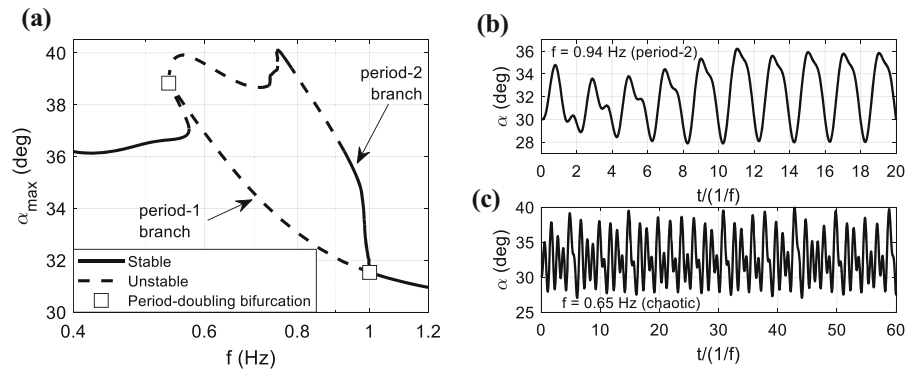 (a)
40
38
36
34
32
30
α_max (deg)
0.4
0.6
0.8
1
1.2
f (Hz)
period-2
branch
period-1
branch
Stable
Unstable
Period-doubling bifurcation
(b)
36
34
32
30
28
α (deg)
f = 0.94 Hz (period-2)
0 2 4 6 8 10 12 14 16 18 20
t/(1/f)
(c)
40
35
30
25
α (deg)
f = 0.65 Hz (chaotic)
0 10 20 30 40 50 60
t/(1/f)